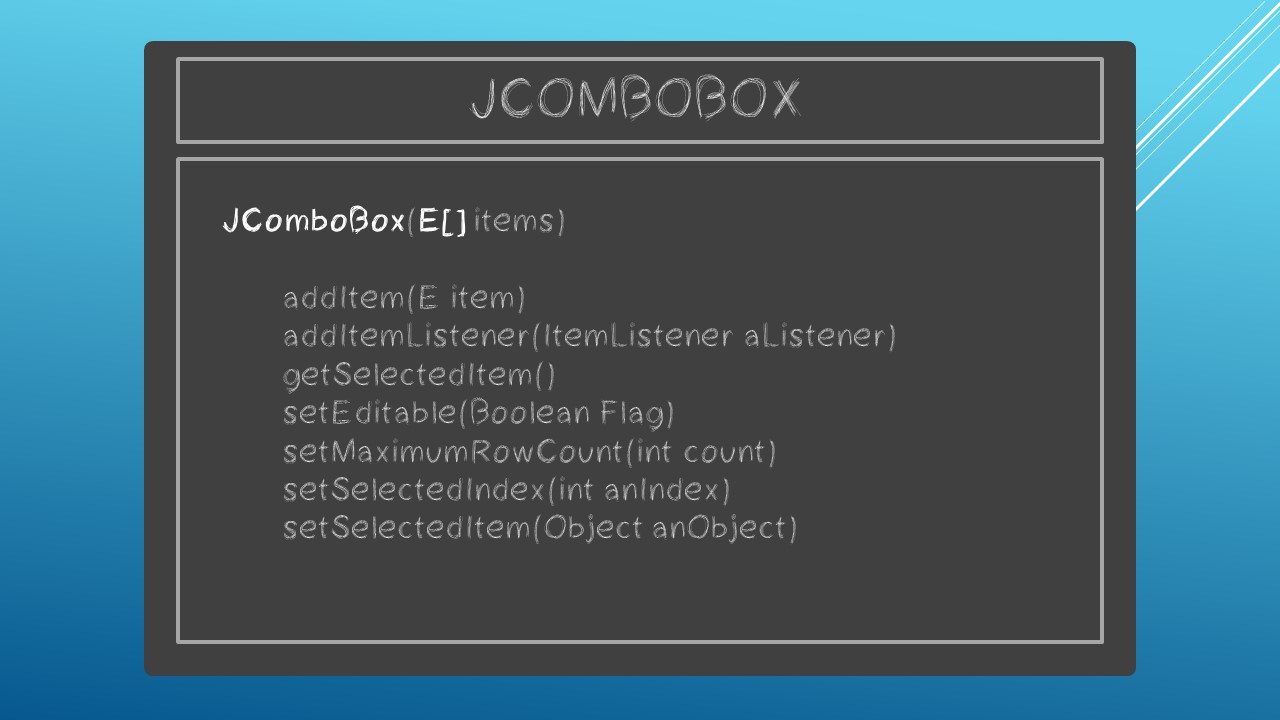 JCOMBOBOX
JComboBox(E[] items)
addItem(E item)
addItemListener(ItemListener aListener)
getSelectedItem()
setEditable(Boolean Flag)
setMaximumRowCount(int count)
setSelectedIndex(int anIndex)
setSelectedItem(Object anObject)